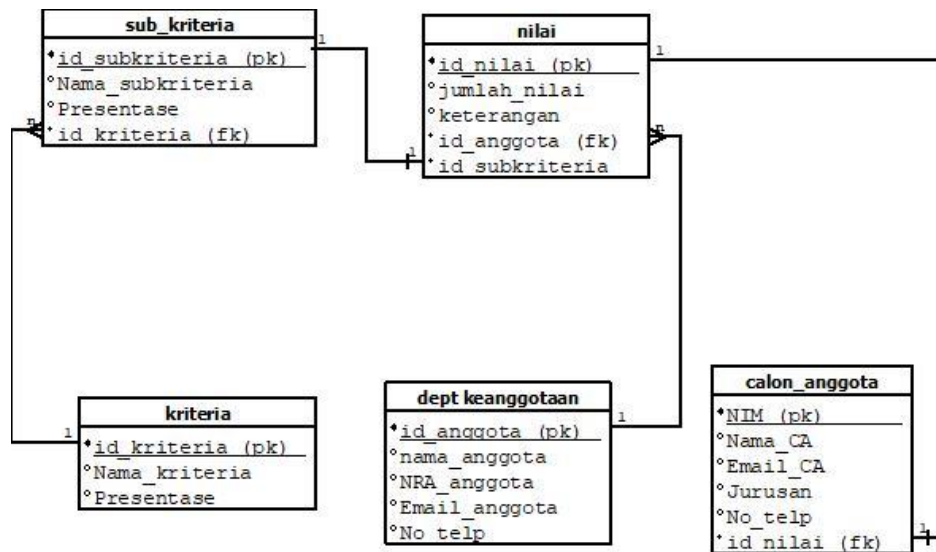 sub_kriteria
id_subkriteria (pk)
Nama_subkriteria
Presentase
id_kriteria (fk)
1
n
nilai
id_nilai (pk)
jumlah_nilai
keterangan
id_anggota (fk)
id_subkriteria
1
1
n
kriteria
id_kriteria (pk)
Nama_kriteria
Presentase
1
dept keanggotaan
id_anggota (pk)
nama_anggota
NRA_anggota
Email_anggota
No_telp
1
calon_anggota
NIM (pk)
Nama_CA
Email_CA
Jurusan
No_telp
id_nilai (fk)
1